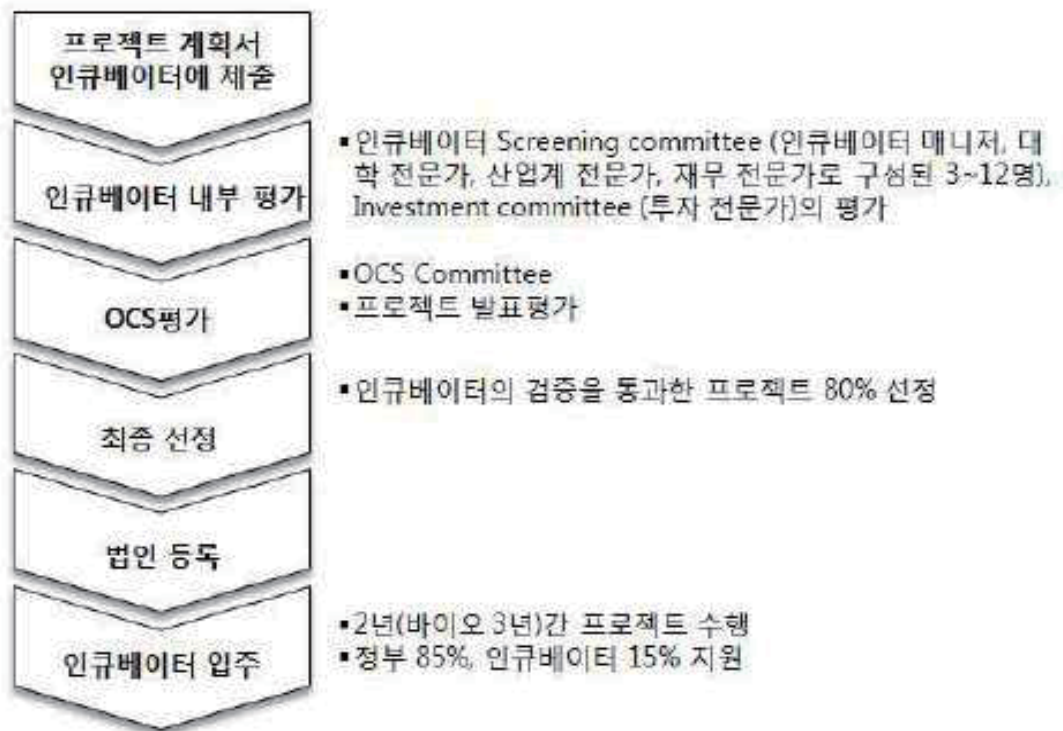 프로젝트 계획서
인큐베이터에 제출
인큐베이터 내부 평가
▪인큐베이터 Screening committee (인큐베이터 매니저, 대
학 전문가, 산업계 전문가, 재무 전문가로 구성된 3~12명),
Investment committee (투자 전문가)의 평가
OCS평가
▪OCS Committee
▪프로젝트 발표평가
최종 선정
▪인큐베이터의 검증을 통과한 프로젝트 80% 선정
법인 등록
인큐베이터 입주
▪2년(바이오 3년)간 프로젝트 수행
▪정부 85%, 인큐베이터 15% 지원